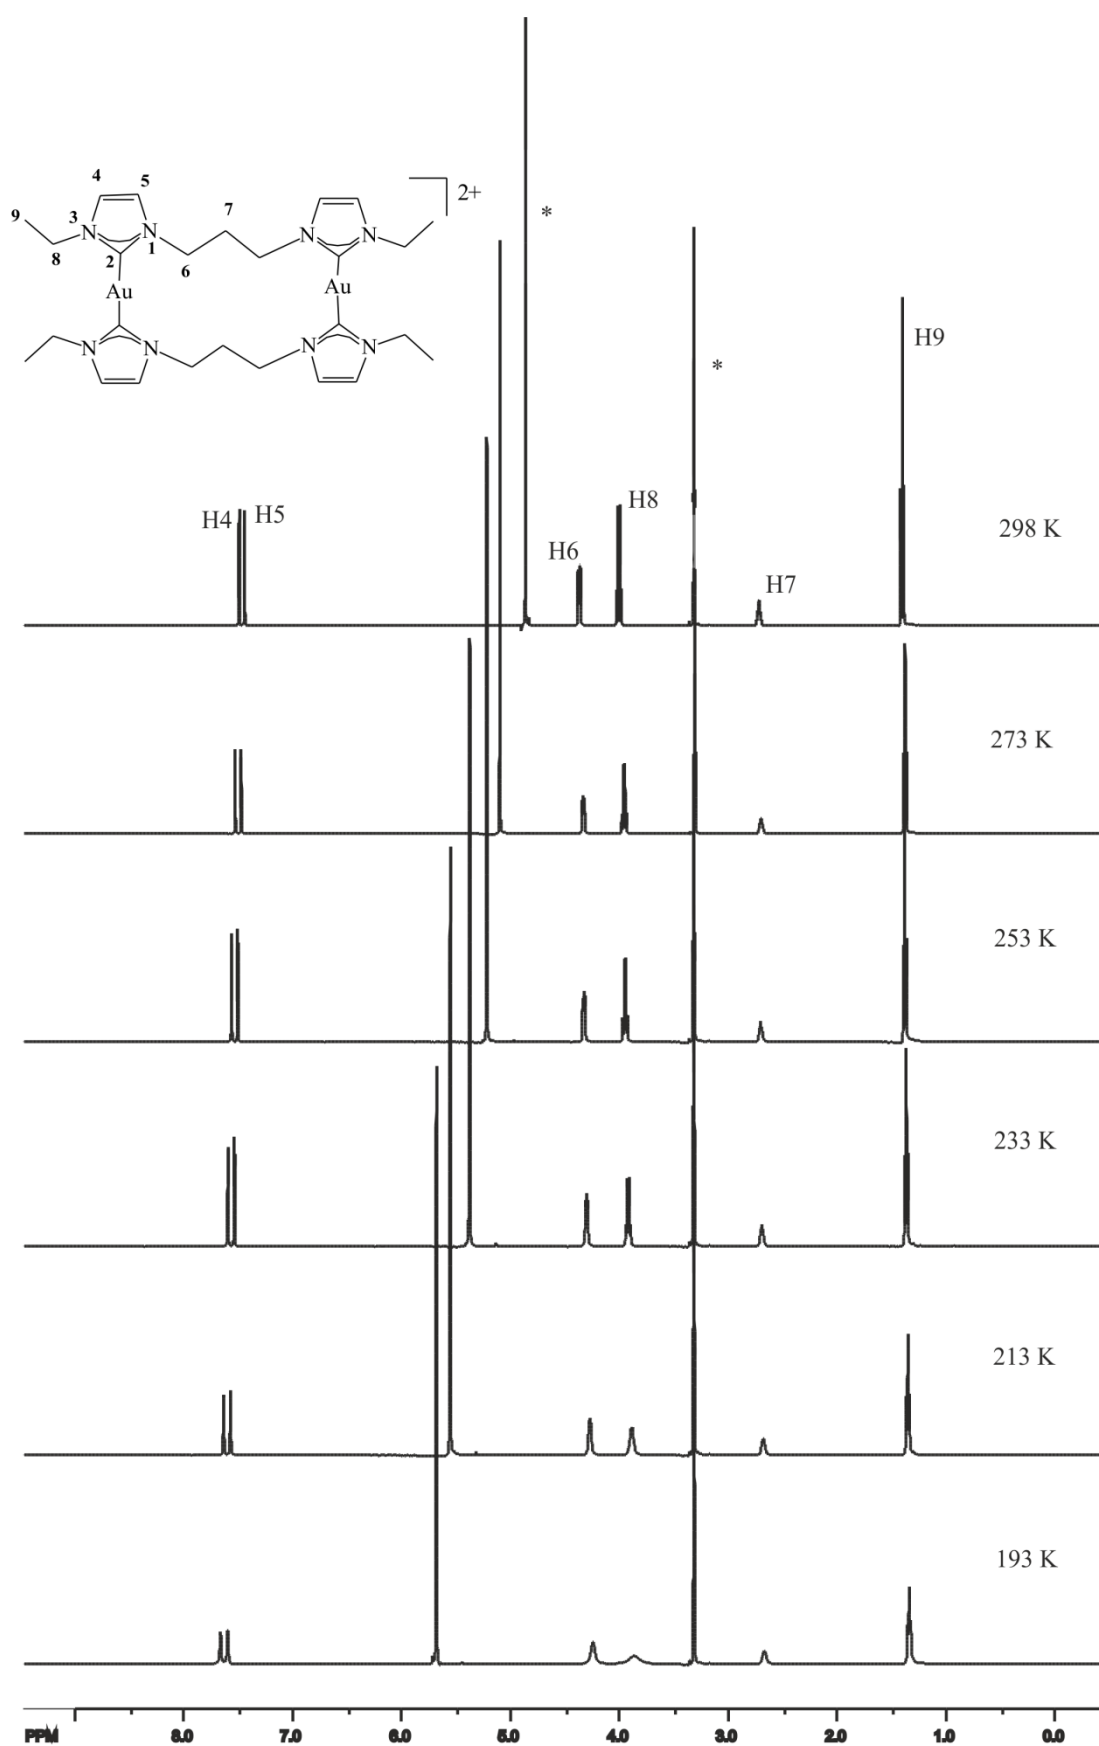 4 5
2+
9 3 N N 1 7 N N
8 2 6
Au Au
N N N N
*
*
H9
H4 H5 H6 H8 H7 298 K
273 K
253 K
233 K
213 K
193 K
PPM 8.0 7.0 6.0 5.0 4.0 3.0 2.0 1.0 0.0